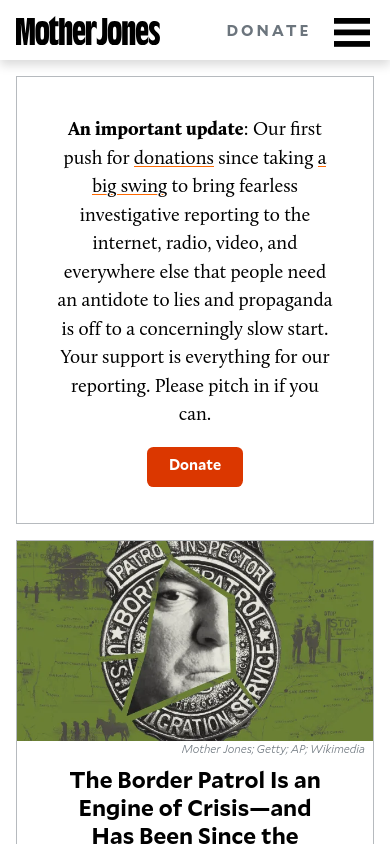 Mother Jones
DONATE
An important update: Our first
push for donations since taking a
big swing to bring fearless
investigative reporting to the
internet, radio, video, and
everywhere else that people need
an antidote to lies and propaganda
is off to a concerningly slow start.
Your support is everything for our
reporting. Please pitch in if you
can.
Donate
PATROL INSPECTOR
PATROL
U.S.
IMMIGRATION SERVICE
STOP
Mother Jones; Getty; AP; Wikimedia
The Border Patrol Is an
Engine of Crisis—and
Has Been Since the